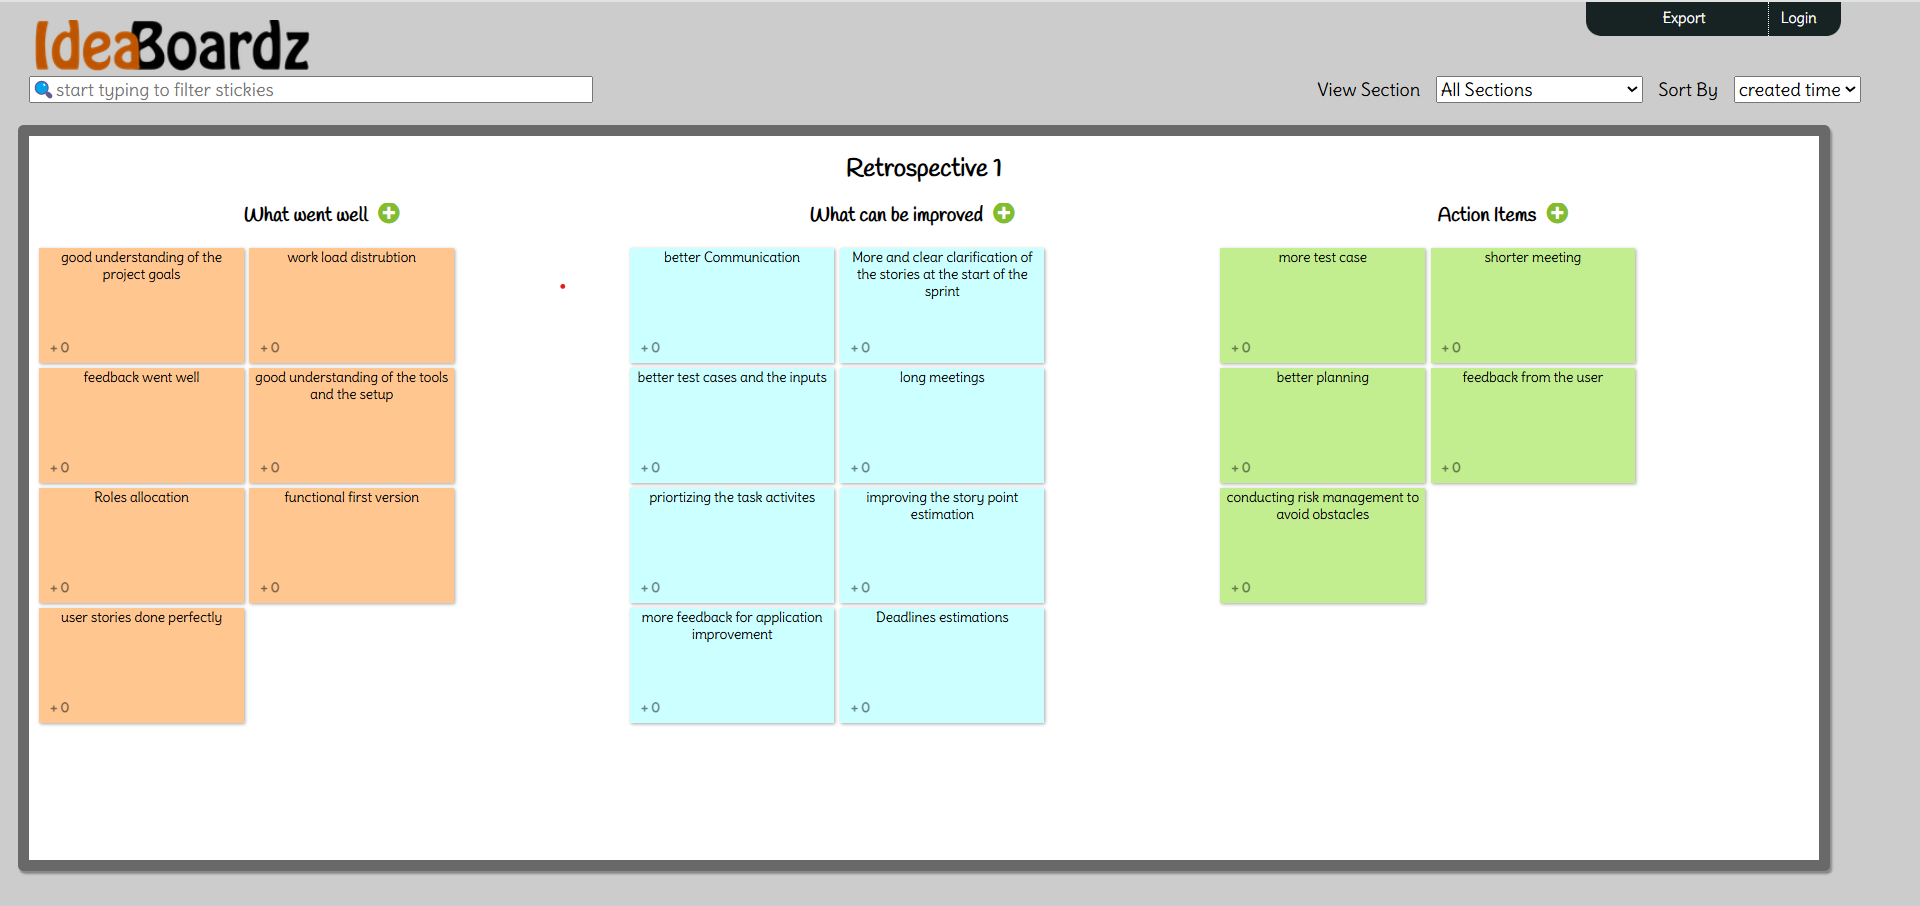 Export
Login
IdeaBoardz
start typing to filter stickies
View Section
All Sections
Sort By
created time
Retrospective 1
What went well
good understanding of the
project goals
+ 0
work load distrubtion
+ 0
feedback went well
+ 0
good understanding of the tools
and the setup
+ 0
Roles allocation
+ 0
functional first version
+ 0
user stories done perfectly
+ 0
What can be improved
better Communication
+ 0
More and clear clarification of
the stories at the start of the
sprint
+ 0
better test cases and the inputs
+ 0
long meetings
+ 0
priortizing the task activites
+ 0
improving the story point
estimation
+ 0
more feedback for application
improvement
+ 0
Deadlines estimations
+ 0
Action Items
more test case
+ 0
shorter meeting
+ 0
better planning
+ 0
feedback from the user
+ 0
conducting risk management to
avoid obstacles
+ 0